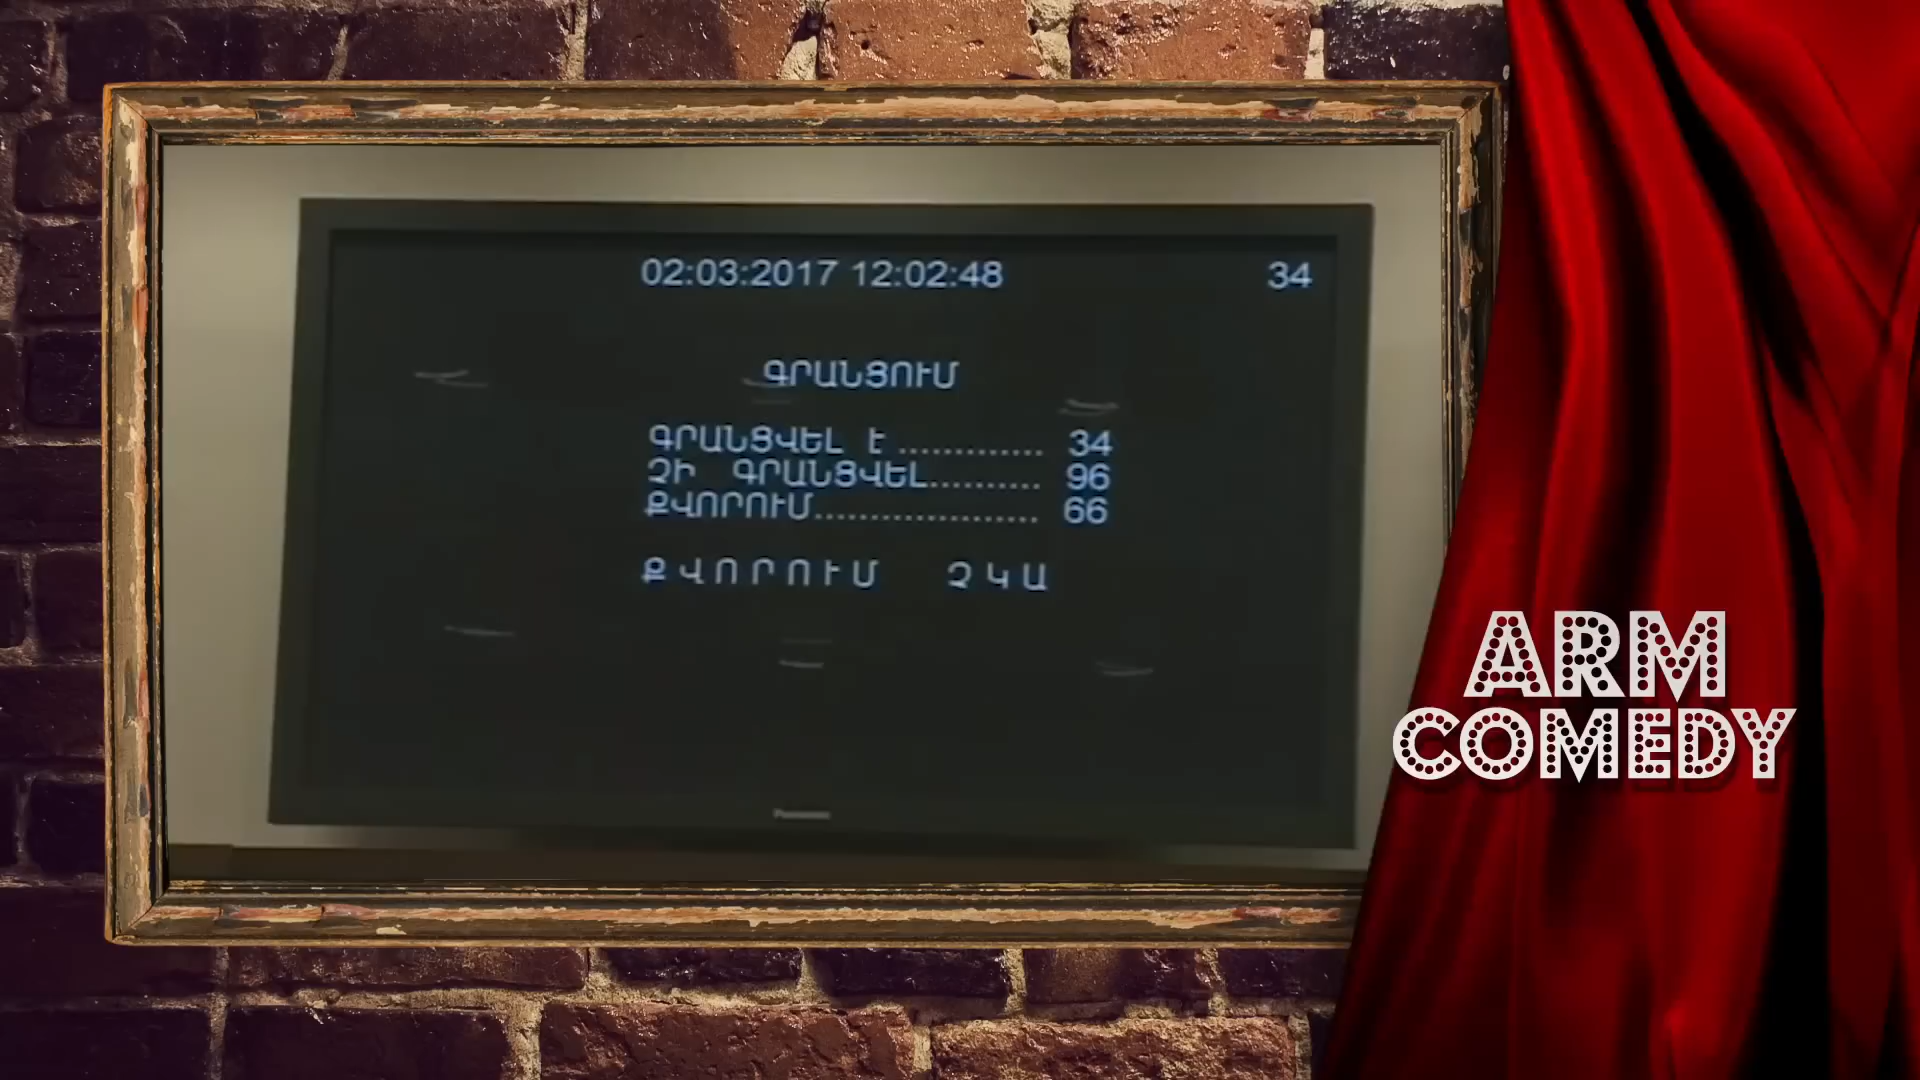 02:03:2017 12:02:48 34
ԳՐԱՆՑՈՒՄ
ԳՐԱՆՑՎԵԼ Է ............. 34
ՉԻ ԳՐԱՆՑՎԵԼ.......... 96
ՔՎՈՐՈՒՄ.................... 66
ՔՎՈՐՈՒՄ ՉԿԱ
Panasonic
ARM
COMEDY